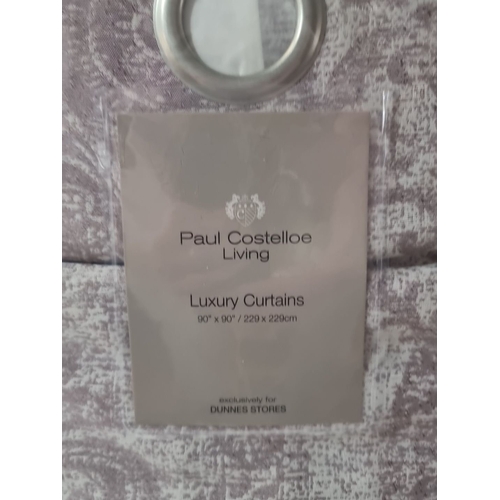 Paul Costelloe
Living
Luxury Curtains
90" x 90" / 229 x 229cm
exclusively for
DUNNES STORES